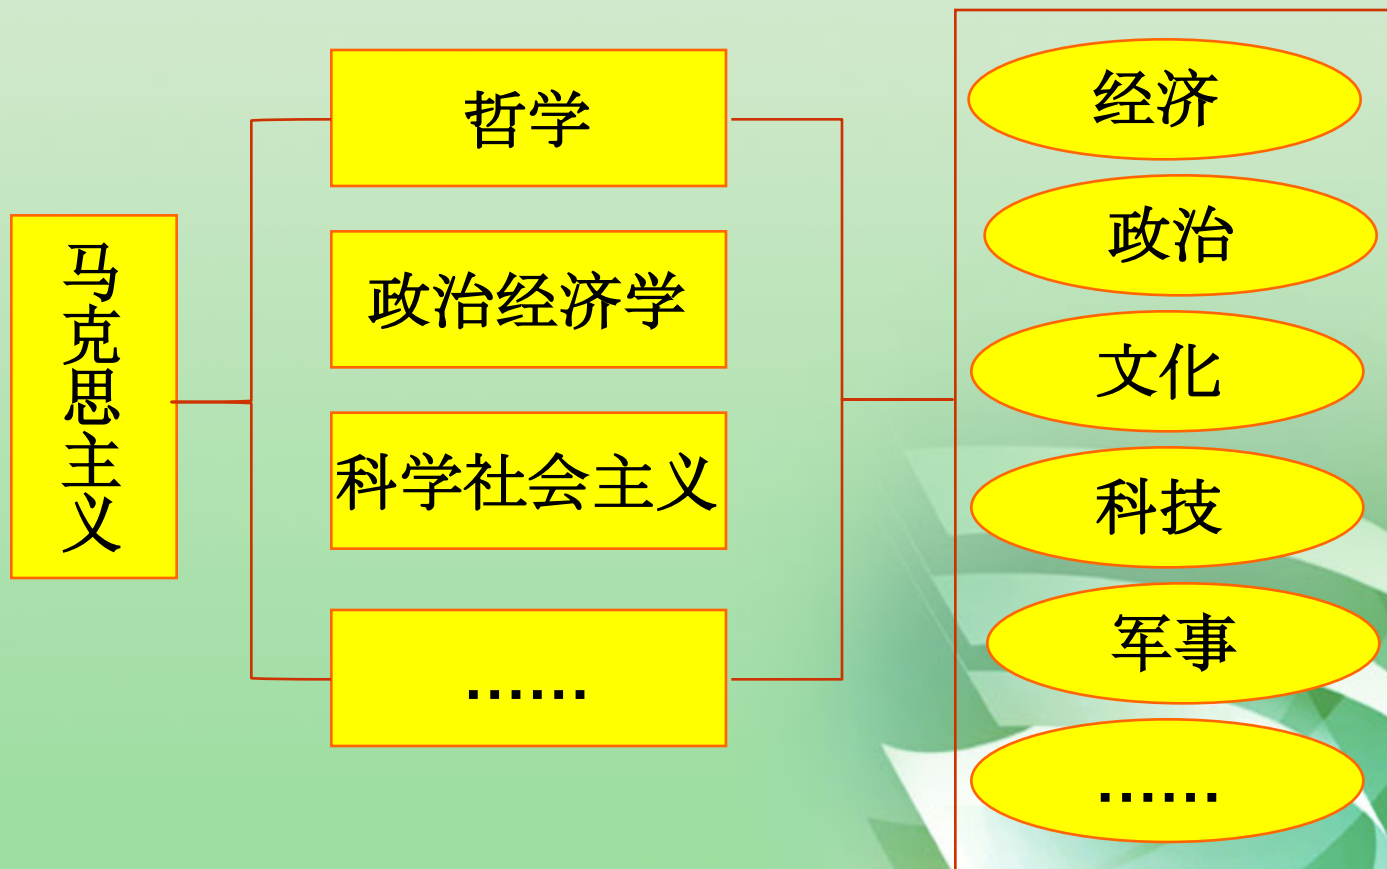 马克思主义
哲学
政治经济学
科学社会主义
……
经济
政治
文化
科技
军事
……